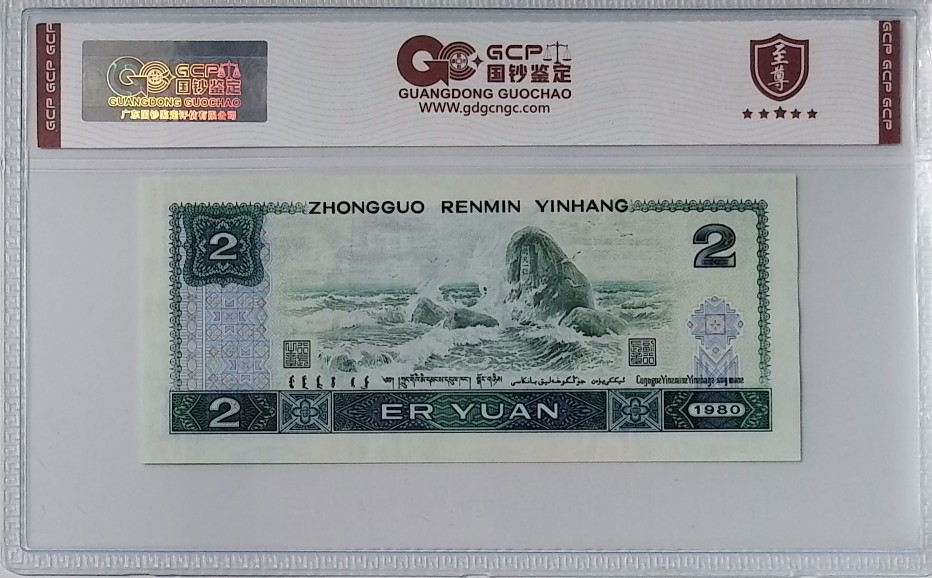 GCP GCP GCP
GCP
国钞鉴定
GUANGDONG GUOCHAO
广东国钞鉴定评估有限公司
GCP
国钞鉴定
GUANGDONG GUOCHAO
www.gdgcngc.com
至尊
GCP GCP GCP
ZHONGGUO RENMIN YINHANG
2
2
2
ER YUAN
1980